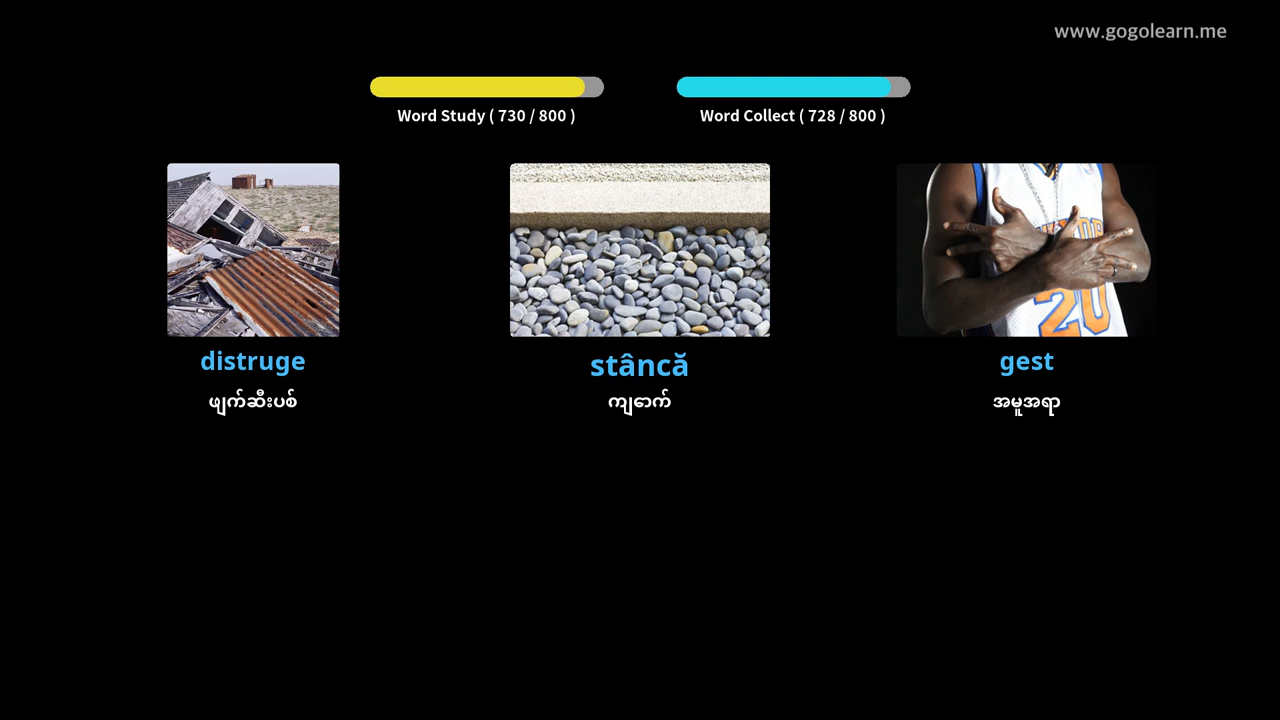 www.gogolearn.me
Word Study ( 730 / 800 )
Word Collect ( 728 / 800 )
20
distruge
stâncă
gest
ဖျက်ဆီးပစ်
ကျောက်
အမူအရာ